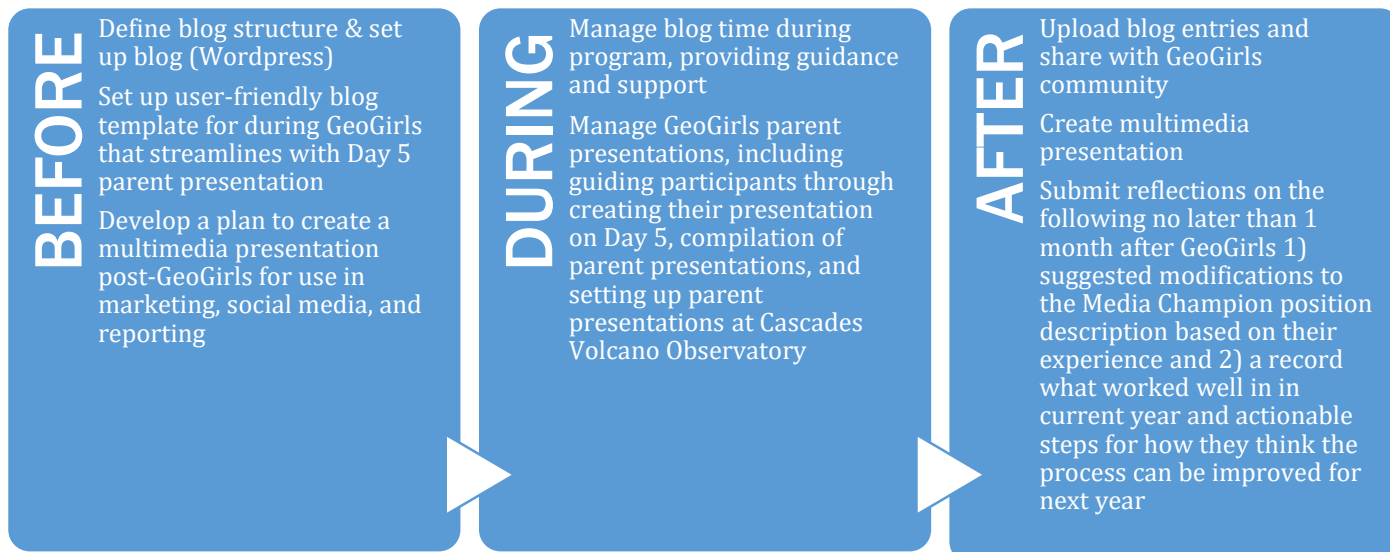 BEFORE
Define blog structure & set
up blog (Wordpress)
Set up user-friendly blog
template for during GeoGirls
that streamlines with Day 5
parent presentation
Develop a plan to create a
multimedia presentation
post-GeoGirls for use in
marketing, social media, and
reporting
DURING
Manage blog time during
program, providing guidance
and support
Manage GeoGirls parent
presentations, including
guiding participants through
creating their presentation
on Day 5, compilation of
parent presentations, and
setting up parent
presentations at Cascades
Volcano Observatory
AFTER
Upload blog entries and
share with GeoGirls
community
Create multimedia
presentation
Submit reflections on the
following no later than 1
month after GeoGirls 1)
suggested modifications to
the Media Champion position
description based on their
experience and 2) a record
what worked well in in
current year and actionable
steps for how they think the
process can be improved for
next year